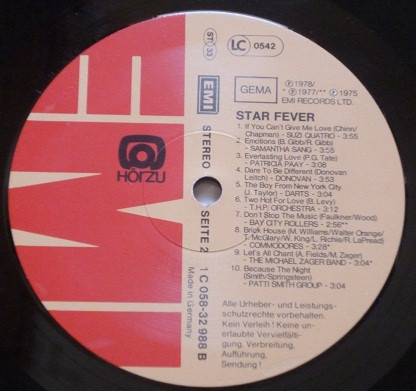 ST 33
LC 0542
EMI
GEMA
℗ 1978/
* ℗ 1977/** ℗ 1975
EMI RECORDS LTD.
HÖRZU
STEREO
SEITE 2
1 C 058-32 988 B
Made in Germany
STAR FEVER
1. If You Can't Give Me Love (Chinn/
Chapman) - SUZI QUATRO - 3:55
2. Emotions (B. Gibb/R. Gibb)
- SAMANTHA SANG - 3:55
3. Everlasting Love (P.G. Tate)
- PATRICIA PAAY - 3:08
4. Dare To Be Different (Donovan
Leitch) - DONOVAN - 3:53
5. The Boy From New York City
(J. Taylor) - DARTS - 3:04
6. Two Hot For Love (B. Levy)
- T.H.P. ORCHESTRA - 3:12
7. Don't Stop The Music (Faulkner/Wood)
- BAY CITY ROLLERS - 2:56**
8. Brick House (M. Williams/Walter Orange/
T. McGlary/W. King/L. Richie/R. LaPread)
- COMMODORES - 3:28*
9. Let's All Chant (A. Fields/M. Zager)
- THE MICHAEL ZAGER BAND - 3:04*
10. Because The Night
(Smith/Springsteen)
- PATTI SMITH GROUP - 3:04
Alle Urheber- und Leistungs-
schutzrechte vorbehalten.
Kein Verleih! Keine un-
erlaubte Vervielfälti-
gung, Verbreitung,
Aufführung,
Sendung!